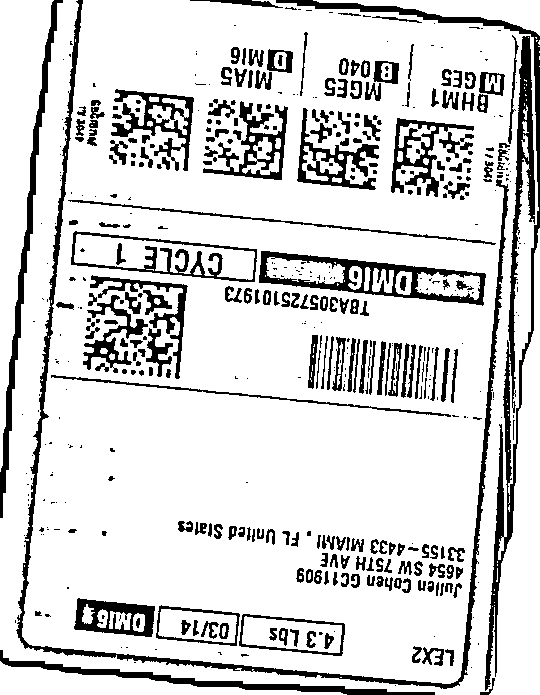 LEX2
4.3 Lbs 03/14 DMI6
Julien Cohen GC11909
4654 SW 75TH AVE
33155-4433 MIAMI , FL United States
TBA305725101973
DMI6 CYCLE 1
BHM1 MGE5 MIA5
M GE5 B 040 D MI6